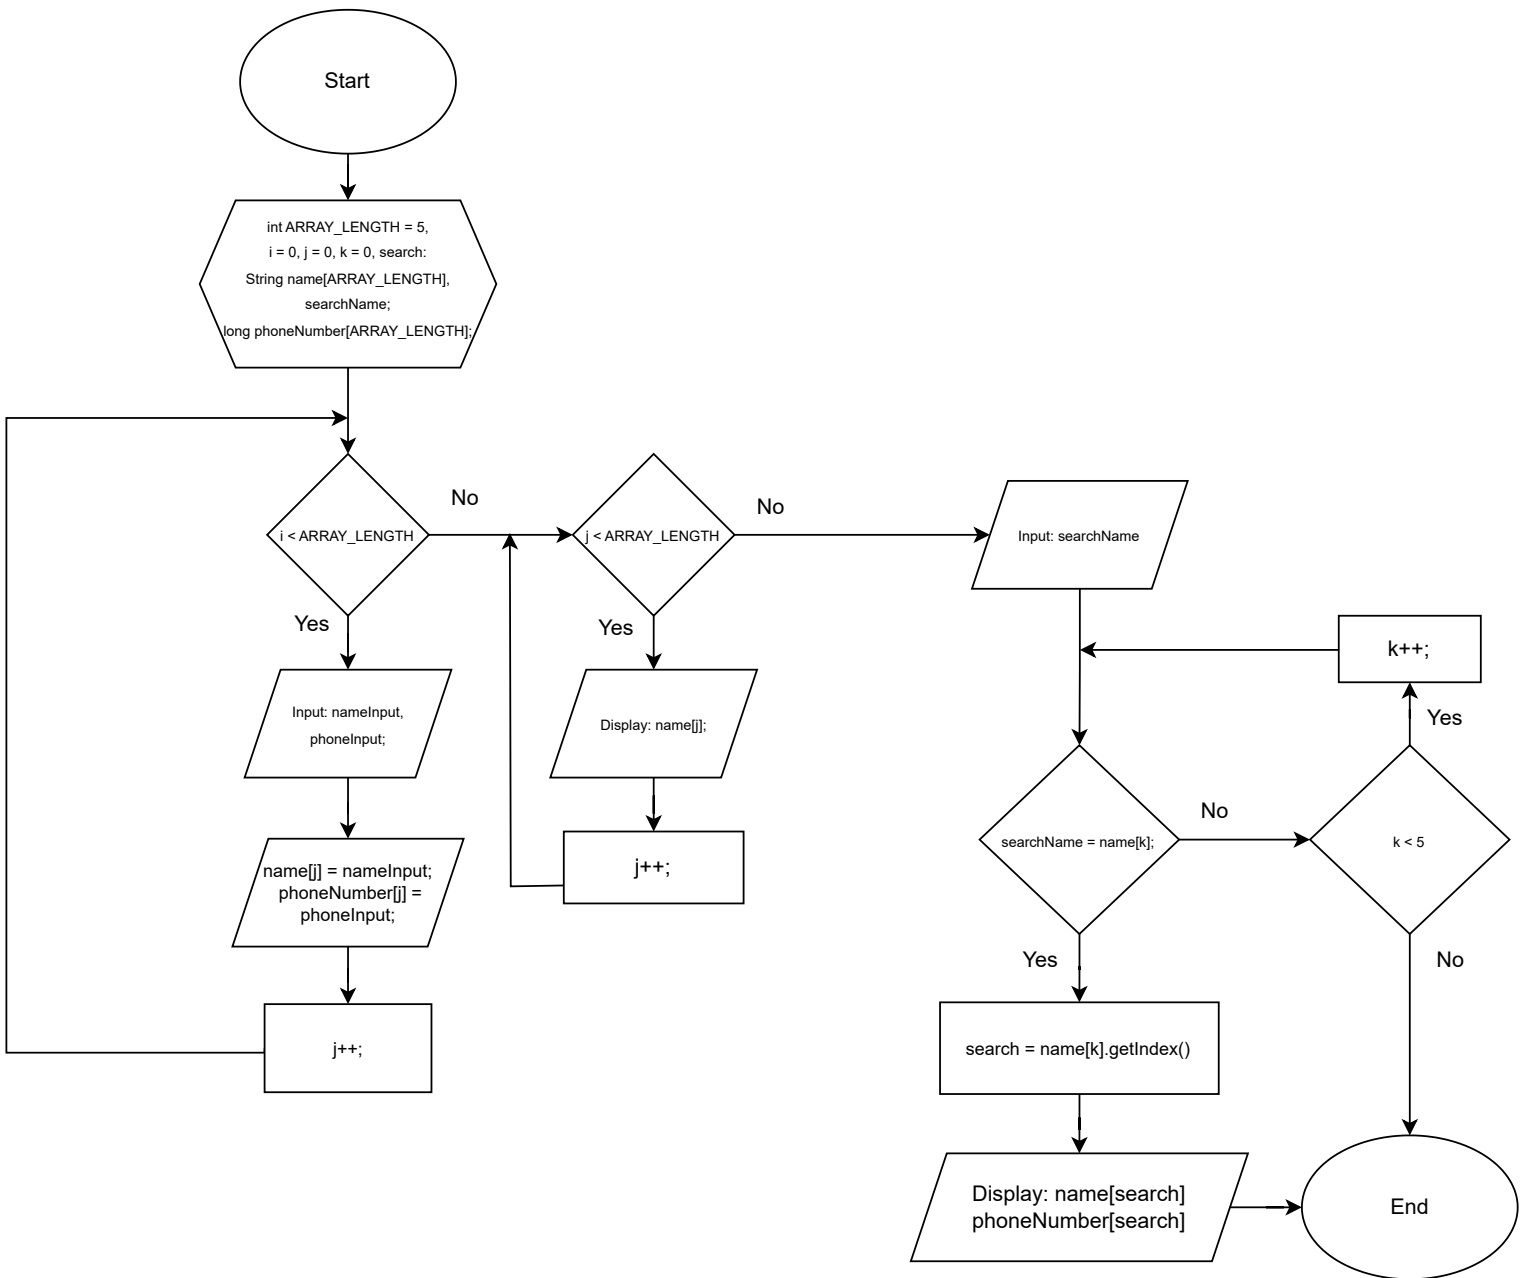 Start
int ARRAY_LENGTH = 5,
i = 0, j = 0, k = 0, search:
String name[ARRAY_LENGTH],
searchName;
long phoneNumber[ARRAY_LENGTH];
i < ARRAY_LENGTH
No
Yes
Input: nameInput,
phoneInput;
name[j] = nameInput;
phoneNumber[j] =
phoneInput;
j++;
j < ARRAY_LENGTH
No
Yes
Display: name[j];
j++;
Input: searchName
searchName = name[k];
No
Yes
k < 5
Yes
k++;
No
search = name[k].getIndex()
Display: name[search]
phoneNumber[search]
End